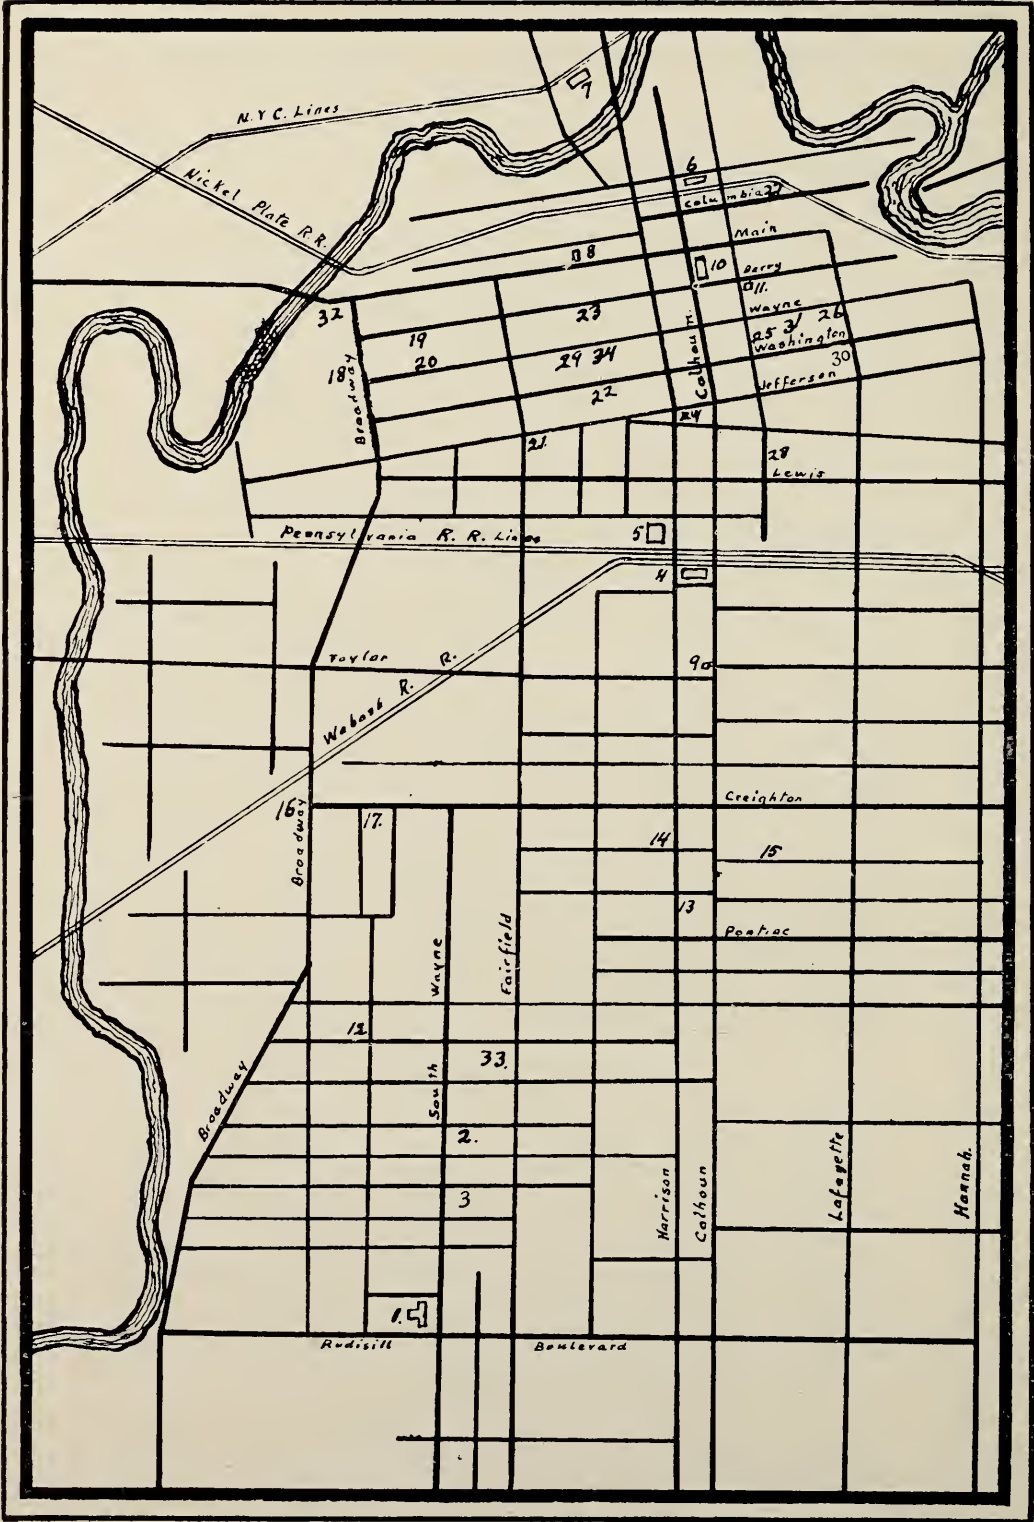 7
N. Y C. Lines
6
Nickel Plate R.R.
Columbia 27
Main
8
10
Berry
11.
32
23
Wayne
26
19
25 31
Washington
20
29 34
30
18
Broadway
Calhoun.
Jefferson
22
24
21.
28
Lewis
Pennsylvania R. R. Lines
5
4
Taylor
9
Wabash R. R.
Creighton
16
17.
Broadway
14
15
13
Pontiac
Wayne
Fairfield
12
33.
Broadway
South
2.
3
Harrison
Calhoun
Lafayette
Hannah.
1.
Rudisill Boulevard